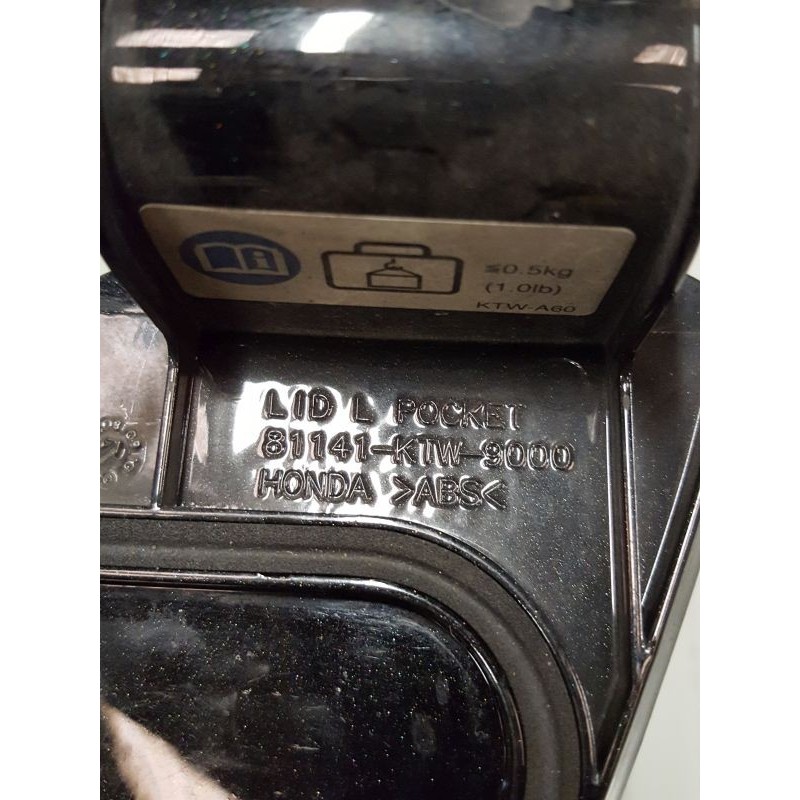 ≦0.5kg
(1.0lb)
KTW-A60
LID L POCKET
81141-KTW-9000
HONDA >ABS<